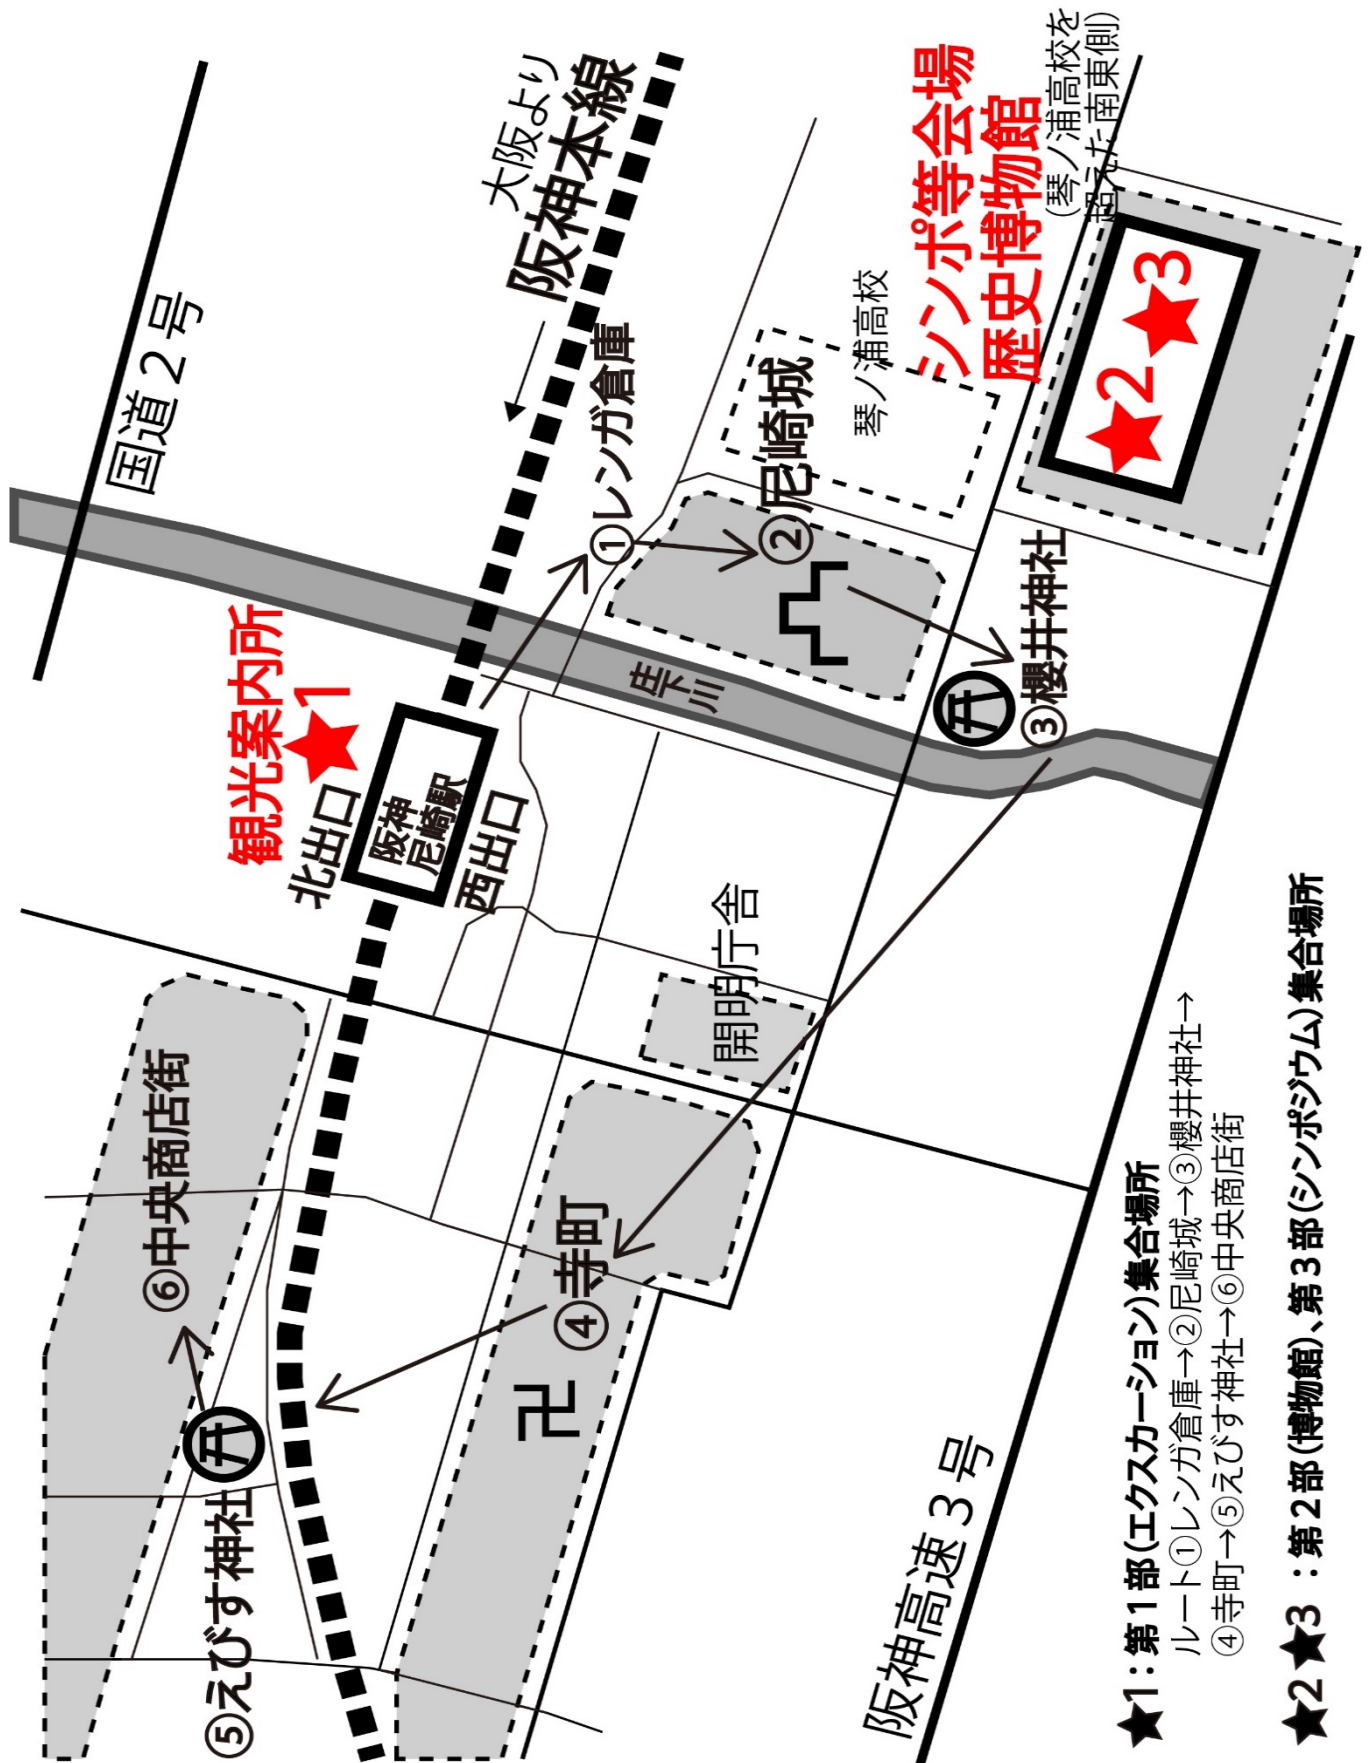 国道2号
大阪より
阪神本線
観光案内所
★1
北出口
阪神
尼崎駅
西出口
①レンガ倉庫
②尼崎城
琴ノ浦高校
シンポ等会場
歴史博物館
(琴ノ浦高校を
超えた南東側)
★2★3
庄下川
③櫻井神社
開明庁舎
④寺町
卍
⑤えびす神社
⑥中央商店街
阪神高速3号
★1:第1部(エクスカーション)集合場所
ルート①レンガ倉庫→②尼崎城→③櫻井神社→
④寺町→⑤えびす神社→⑥中央商店街
★2★3:第2部(博物館)、第3部(シンポジウム)集合場所